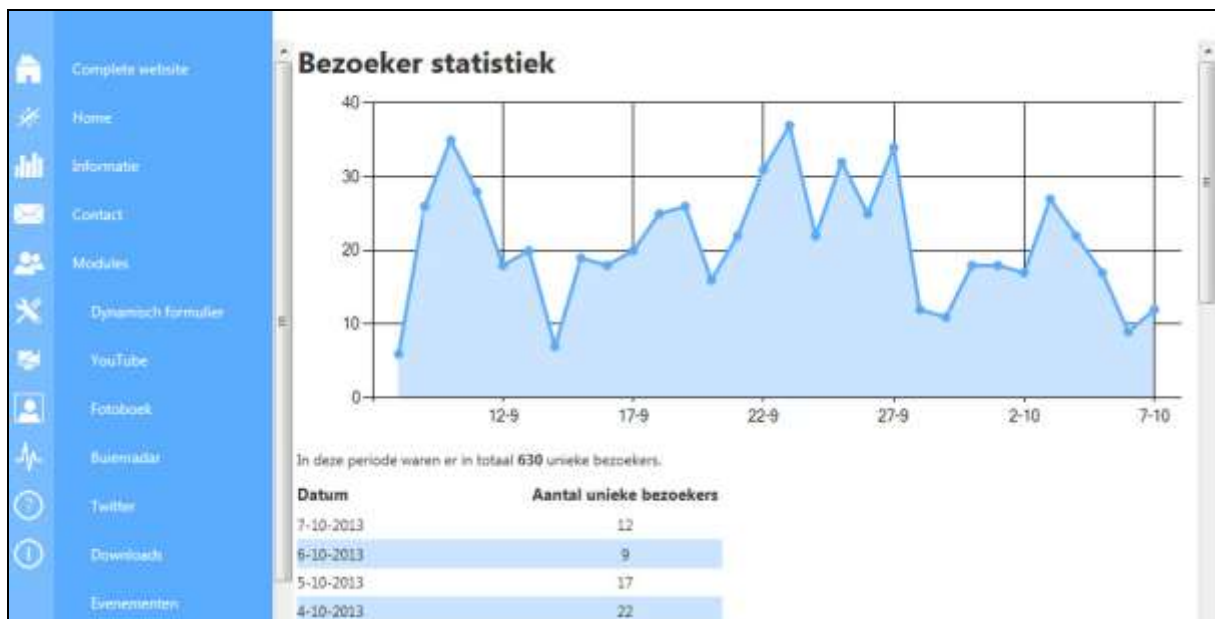 Complete website
Home
Informatie
Contact
Modules
Dynamisch formulier
YouTube
Fotoboek
Buienradar
Twitter
Downloads
Evenementen
Bezoeker statistiek
40
30
20
10
0
12-9 17-9 22-9 27-9 2-10 7-10
In deze periode waren er in totaal 630 unieke bezoekers.
Datum Aantal unieke bezoekers
7-10-2013 12
6-10-2013 9
5-10-2013 17
4-10-2013 22